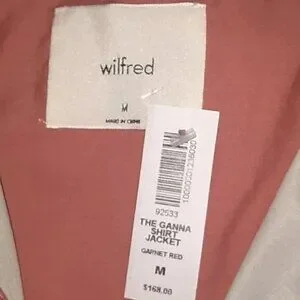 wilfred
M
MADE IN CHINA
92533
THE GANNA
SHIRT
JACKET
GARNET RED
M
$168.00